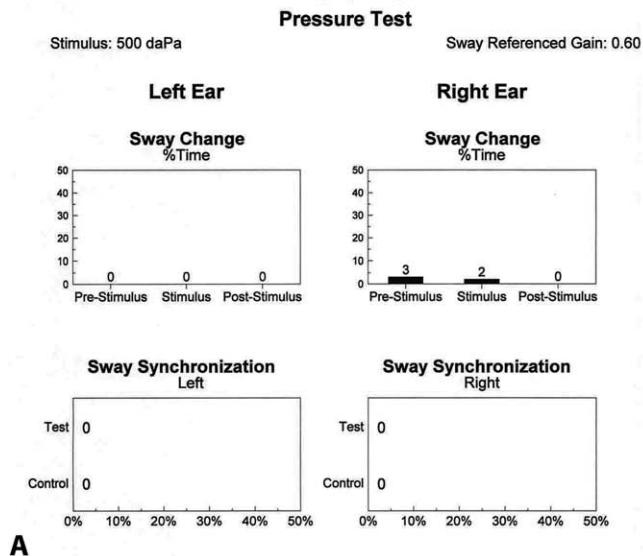 Pressure Test
Stimulus: 500 daPa
Sway Referenced Gain: 0.60
Left Ear
Right Ear
Sway Change
%Time
50
40
30
20
10
0
0
0
0
Pre-Stimulus
Stimulus
Post-Stimulus
Sway Change
%Time
50
40
30
20
10
0
3
2
0
Pre-Stimulus
Stimulus
Post-Stimulus
Sway Synchronization
Left
Test
0
Control
0
0%
10%
20%
30%
40%
50%
Sway Synchronization
Right
Test
0
Control
0
0%
10%
20%
30%
40%
50%
A